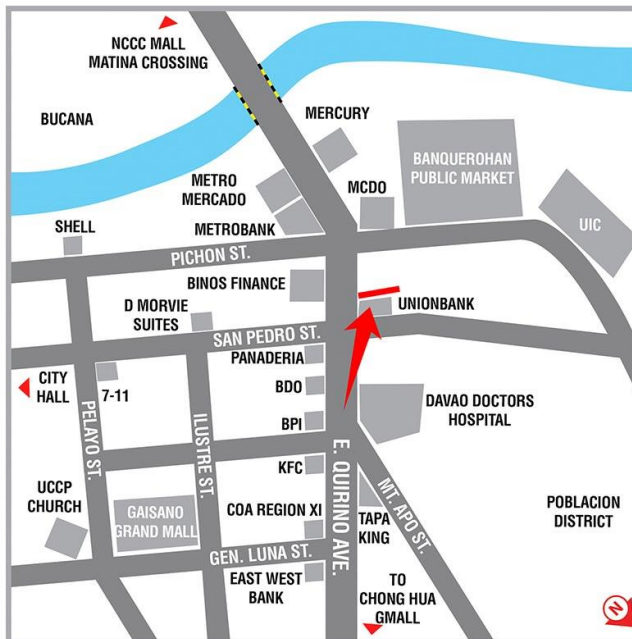 NCCC MALL
MATINA CROSSING
BUCANA
MERCURY
BANQUEROHAN
PUBLIC MARKET
METRO
MERCADO
MCDO
UIC
METROBANK
SHELL
PICHON ST.
BINOS FINANCE
UNIONBANK
D MORVIE
SUITES
SAN PEDRO ST.
PANADERIA
CITY
HALL
7-11
BDO
DAVAO DOCTORS
HOSPITAL
PELAYO ST.
ILUSTRE ST.
BPI
E. QUIRINO AVE.
KFC
MT. APO ST.
UCCP
CHURCH
GAISANO
GRAND MALL
COA REGION XI
TAPA
KING
POBLACION
DISTRICT
GEN. LUNA ST.
EAST WEST
BANK
TO
CHONG HUA
GMALL
N